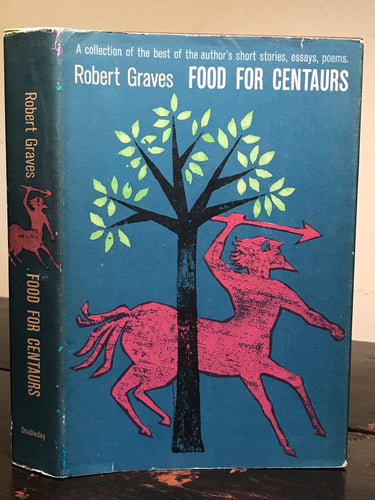 A collection of the best of the author's short stories, essays, poems.
Robert Graves FOOD FOR CENTAURS
Robert Graves
FOOD FOR CENTAURS
Doubleday